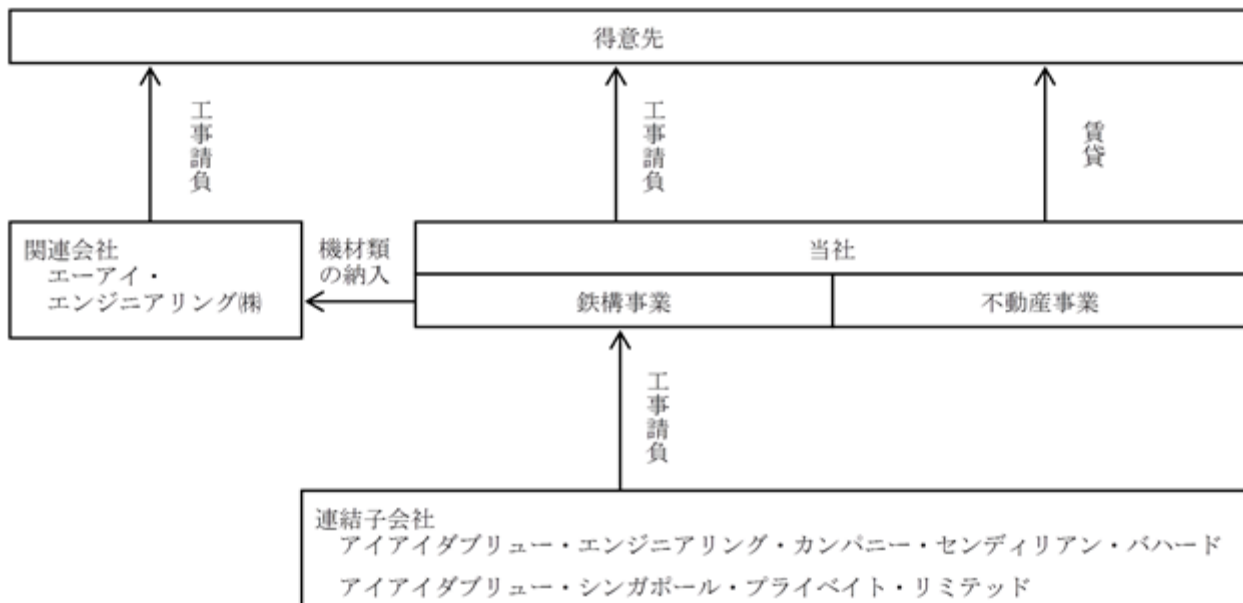 得意先
工事請負
工事請負
賃貸
関連会社
エーアイ・
エンジニアリング㈱
機材類
の納入
当社
鉄構事業
不動産事業
工事請負
連結子会社
アイアイダブリュー・エンジニアリング・カンパニー・センディリアン・バハード
アイアイダブリュー・シンガポール・プライベイト・リミテッド